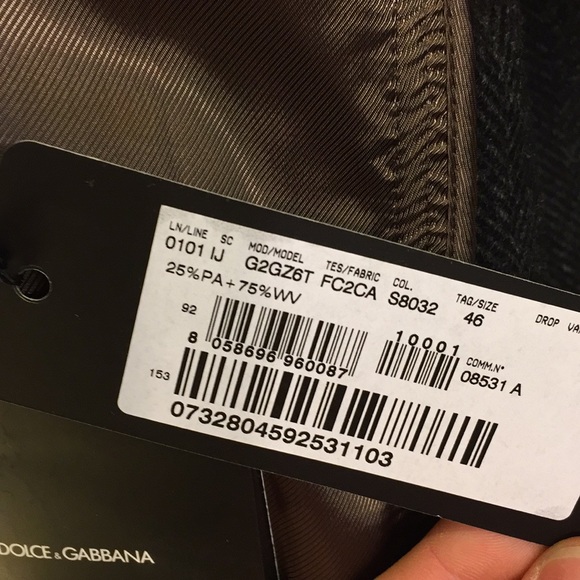 LN/LINE SC MOD/MODEL TES/FABRIC COL. TAG/SIZE DROP
0101 IJ G2GZ6T FC2CA S8032 46
25%PA+75%WV
92
8 058696 960087
10001
COMM.N°
08531 A
153
0732804592531103
DOLCE & GABBANA